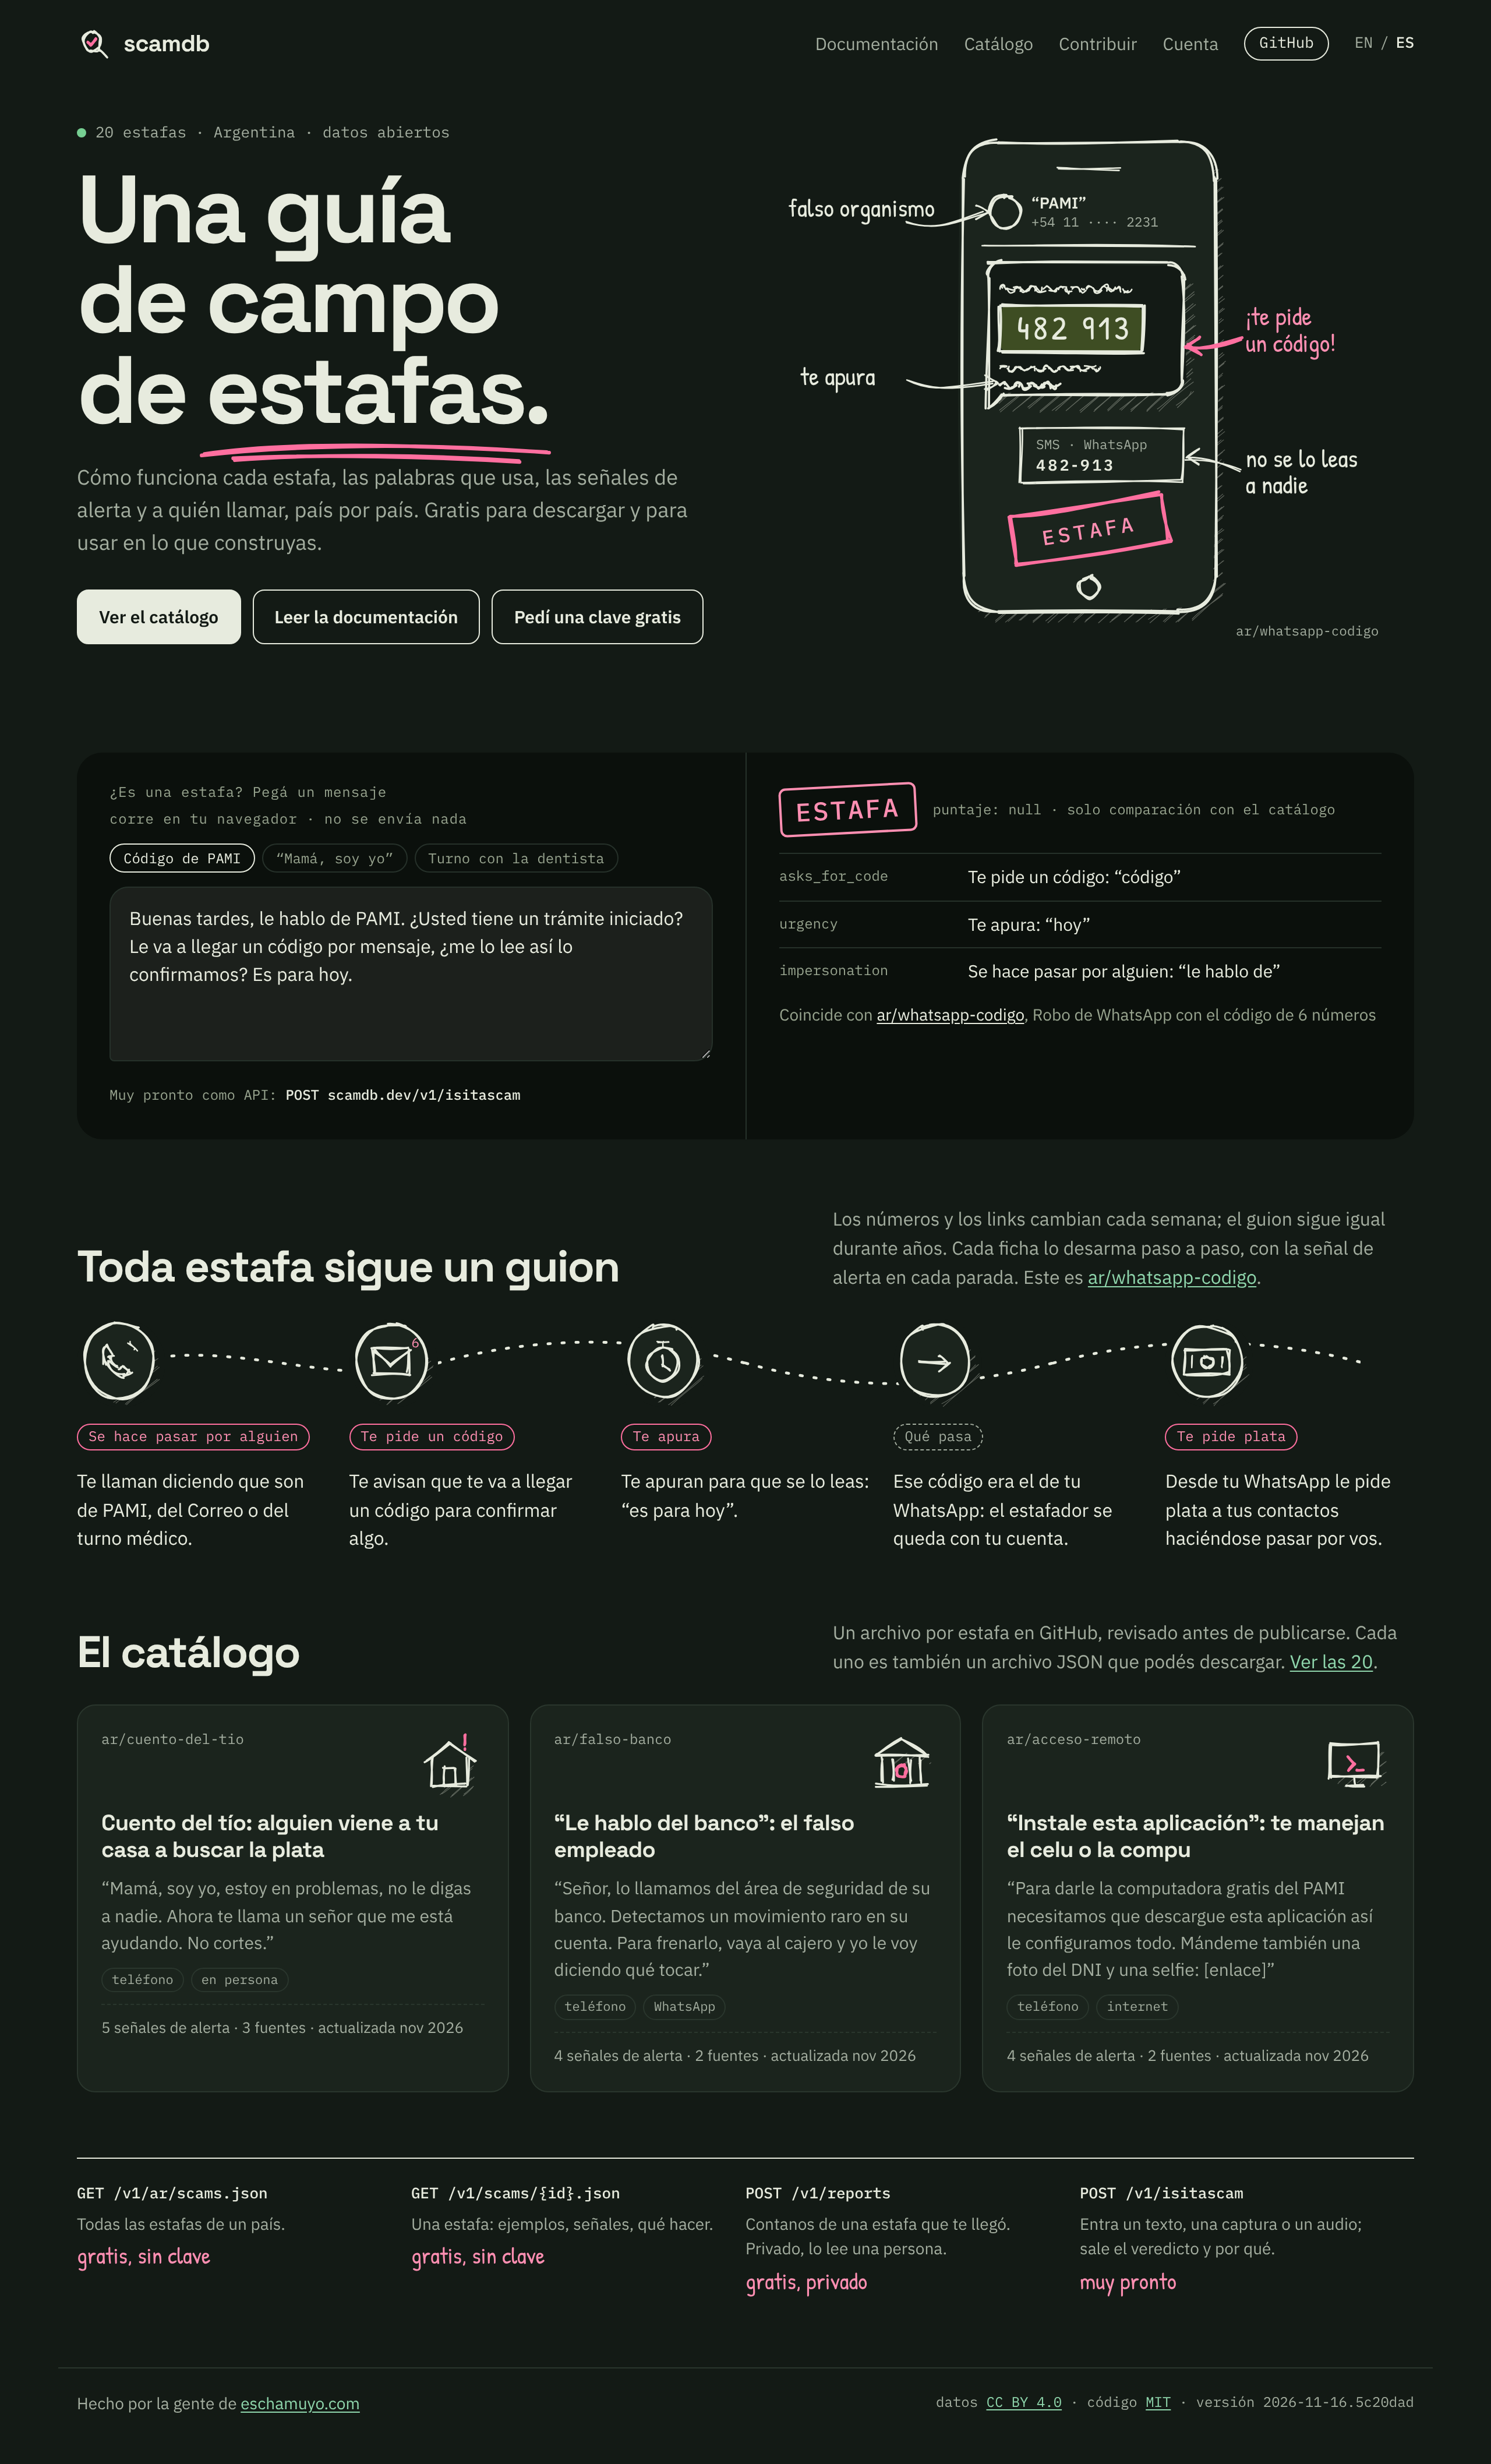 scamdb
Documentación
Catálogo
Contribuir
Cuenta
GitHub
EN / ES
20 estafas · Argentina · datos abiertos
Una guía
de campo
de estafas.
Cómo funciona cada estafa, las palabras que usa, las señales de
alerta y a quién llamar, país por país. Gratis para descargar y para
usar en lo que construyas.
Ver el catálogo
Leer la documentación
Pedí una clave gratis
falso organismo
“PAMI”
+54 11 ···· 2231
482 913
¡te pide
un código!
te apura
SMS · WhatsApp
482-913
no se lo leas
a nadie
ESTAFA
ar/whatsapp-codigo
¿Es una estafa? Pegá un mensaje
corre en tu navegador · no se envía nada
Código de PAMI
“Mamá, soy yo”
Turno con la dentista
Buenas tardes, le hablo de PAMI. ¿Usted tiene un trámite iniciado?
Le va a llegar un código por mensaje, ¿me lo lee así lo
confirmamos? Es para hoy.
Muy pronto como API: POST scamdb.dev/v1/isitascam
ESTAFA
puntaje: null · solo comparación con el catálogo
asks_for_code
Te pide un código: “código”
urgency
Te apura: “hoy”
impersonation
Se hace pasar por alguien: “le hablo de”
Coincide con ar/whatsapp-codigo, Robo de WhatsApp con el código de 6 números
Toda estafa sigue un guion
Los números y los links cambian cada semana; el guion sigue igual
durante años. Cada ficha lo desarma paso a paso, con la señal de
alerta en cada parada. Este es ar/whatsapp-codigo.
6
Se hace pasar por alguien
Te llaman diciendo que son
de PAMI, del Correo o del
turno médico.
Te pide un código
Te avisan que te va a llegar
un código para confirmar
algo.
Te apura
Te apuran para que se lo leas:
“es para hoy”.
Qué pasa
Ese código era el de tu
WhatsApp: el estafador se
queda con tu cuenta.
Te pide plata
Desde tu WhatsApp le pide
plata a tus contactos
haciéndose pasar por vos.
El catálogo
Un archivo por estafa en GitHub, revisado antes de publicarse. Cada
uno es también un archivo JSON que podés descargar. Ver las 20.
ar/cuento-del-tio
Cuento del tío: alguien viene a tu
casa a buscar la plata
“Mamá, soy yo, estoy en problemas, no le digas
a nadie. Ahora te llama un señor que me está
ayudando. No cortes.”
teléfono
en persona
5 señales de alerta · 3 fuentes · actualizada nov 2026
ar/falso-banco
“Le hablo del banco”: el falso
empleado
“Señor, lo llamamos del área de seguridad de su
banco. Detectamos un movimiento raro en su
cuenta. Para frenarlo, vaya al cajero y yo le voy
diciendo qué tocar.”
teléfono
WhatsApp
4 señales de alerta · 2 fuentes · actualizada nov 2026
ar/acceso-remoto
“Instale esta aplicación”: te manejan
el celu o la compu
“Para darle la computadora gratis del PAMI
necesitamos que descargue esta aplicación así
le configuramos todo. Mándeme también una
foto del DNI y una selfie: [enlace]”
teléfono
internet
4 señales de alerta · 2 fuentes · actualizada nov 2026
GET /v1/ar/scams.json
Todas las estafas de un país.
gratis, sin clave
GET /v1/scams/{id}.json
Una estafa: ejemplos, señales, qué hacer.
gratis, sin clave
POST /v1/reports
Contanos de una estafa que te llegó.
Privado, lo lee una persona.
gratis, privado
POST /v1/isitascam
Entra un texto, una captura o un audio;
sale el veredicto y por qué.
muy pronto
Hecho por la gente de eschamuyo.com
datos CC BY 4.0 · código MIT · versión 2026-11-16.5c20dad